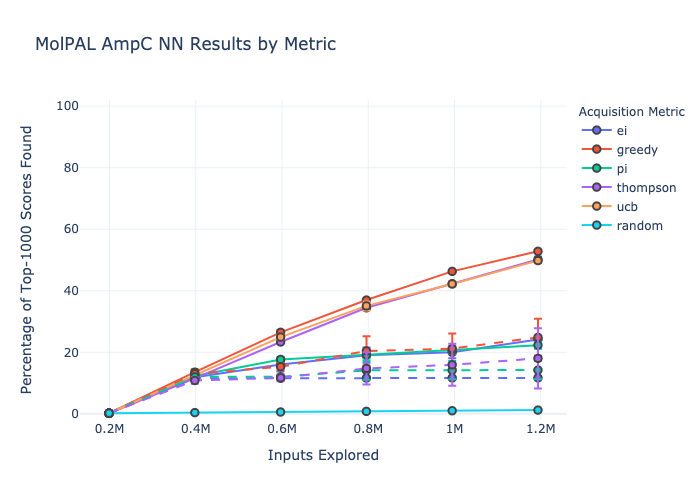 MolPAL AmpC NN Results by Metric
Percentage of Top-1000 Scores Found
100
80
60
40
20
0
0.2M
0.4M
0.6M
0.8M
1M
1.2M
Inputs Explored
Acquisition Metric
ei
greedy
pi
thompson
ucb
random